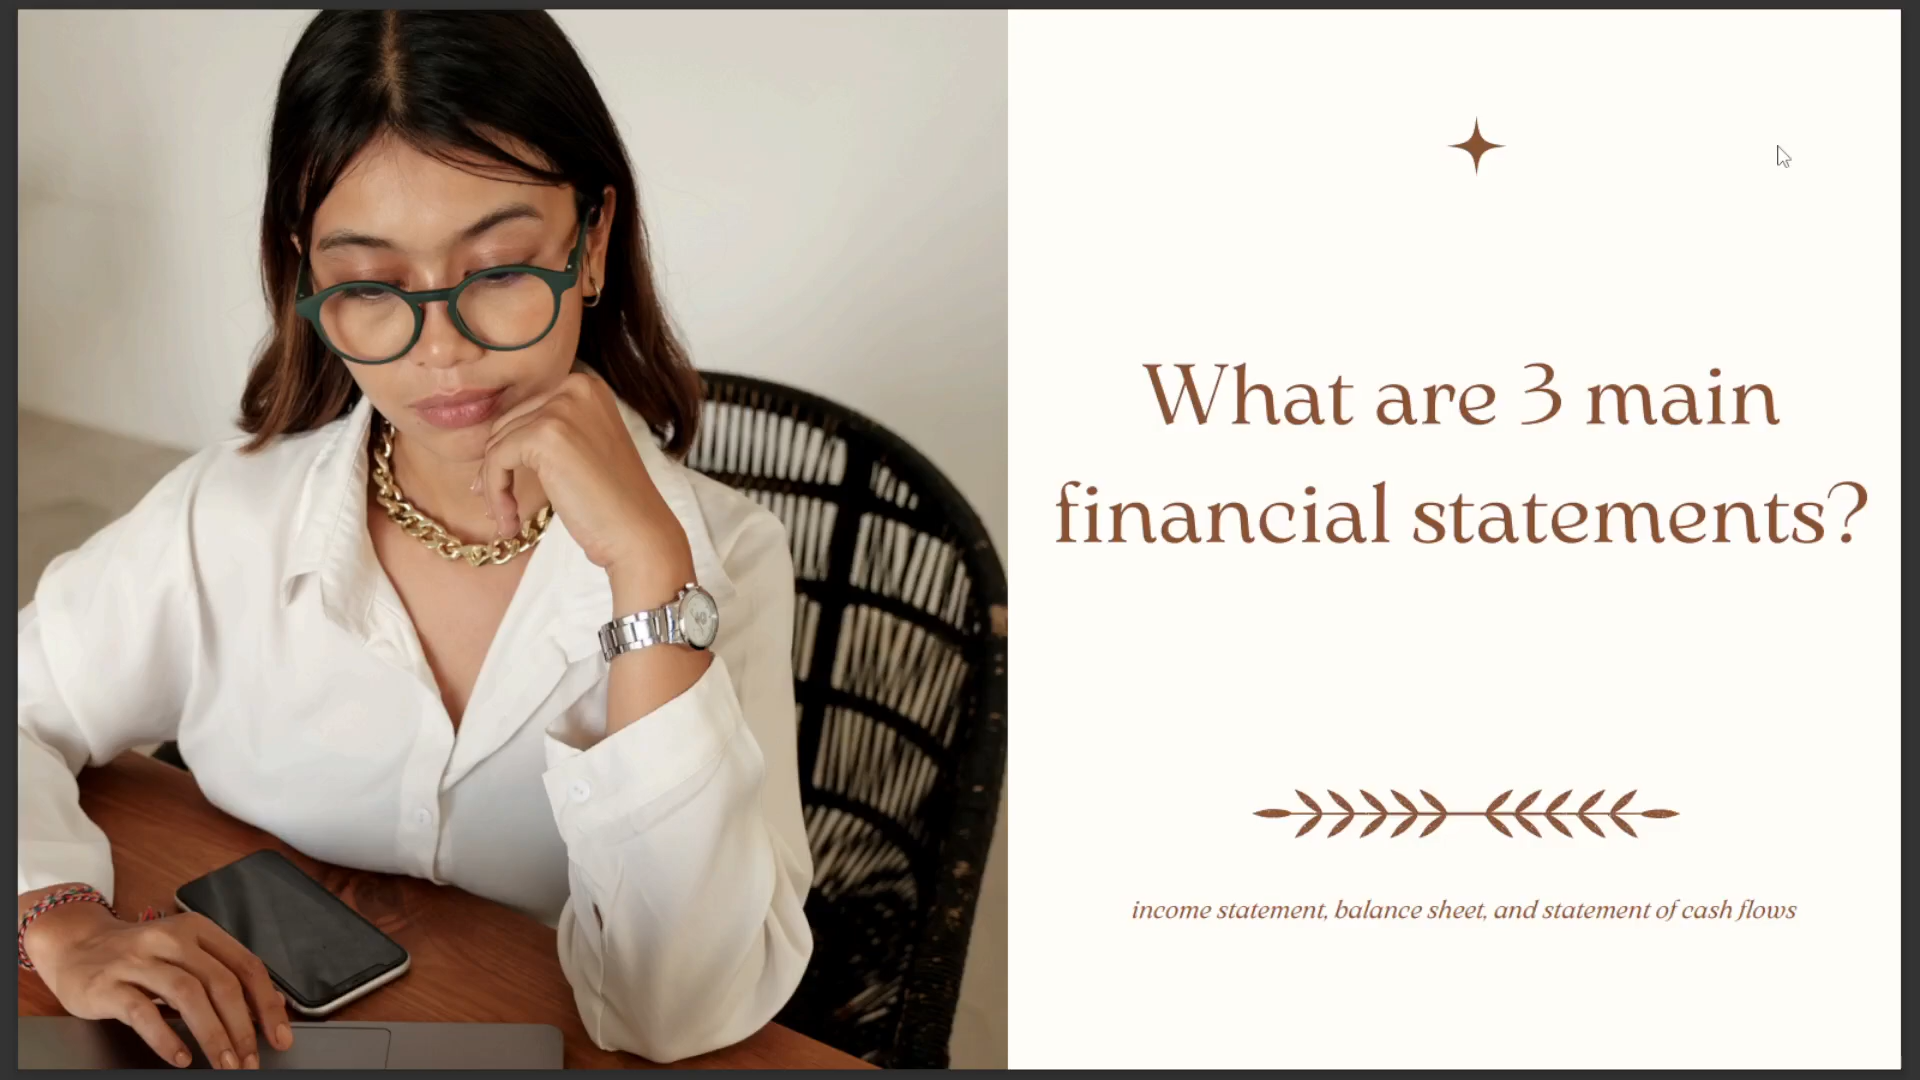 What are 3 main
financial statements?
income statement, balance sheet, and statement of cash flows